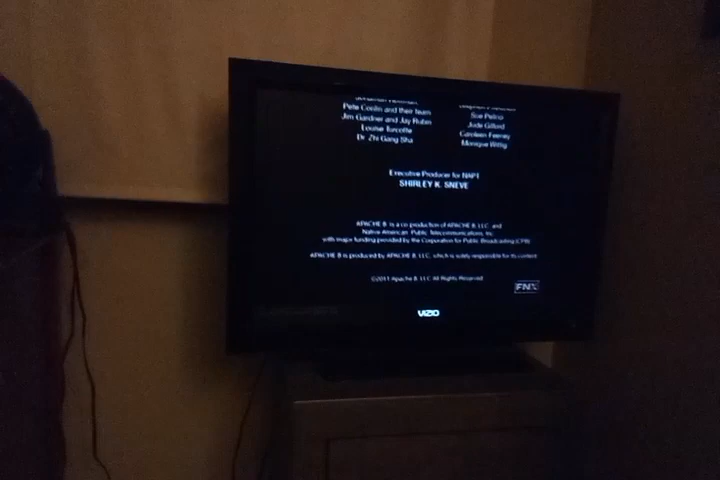 Pete Conlin and their team
Jim Gardner and Jay Rubin
Louise Turcotte
Dr. Zhi Gang Sha
Sue Patno
Jude Gillard
Caroleen Feeney
Monique Wittig
Executive Producer for NAPT
SHIRLEY K. SNEVE
APACHE 8 is a co production of APACHE 8, LLC. and
Native American Public Telecommunications, Inc.
with major funding provided by the Corporation for Public Broadcasting (CPB)
APACHE 8 is produced by APACHE 8, LLC. which is solely responsible for its content
©2011 Apache 8, LLC All Rights Reserved
FNX
VIZIO